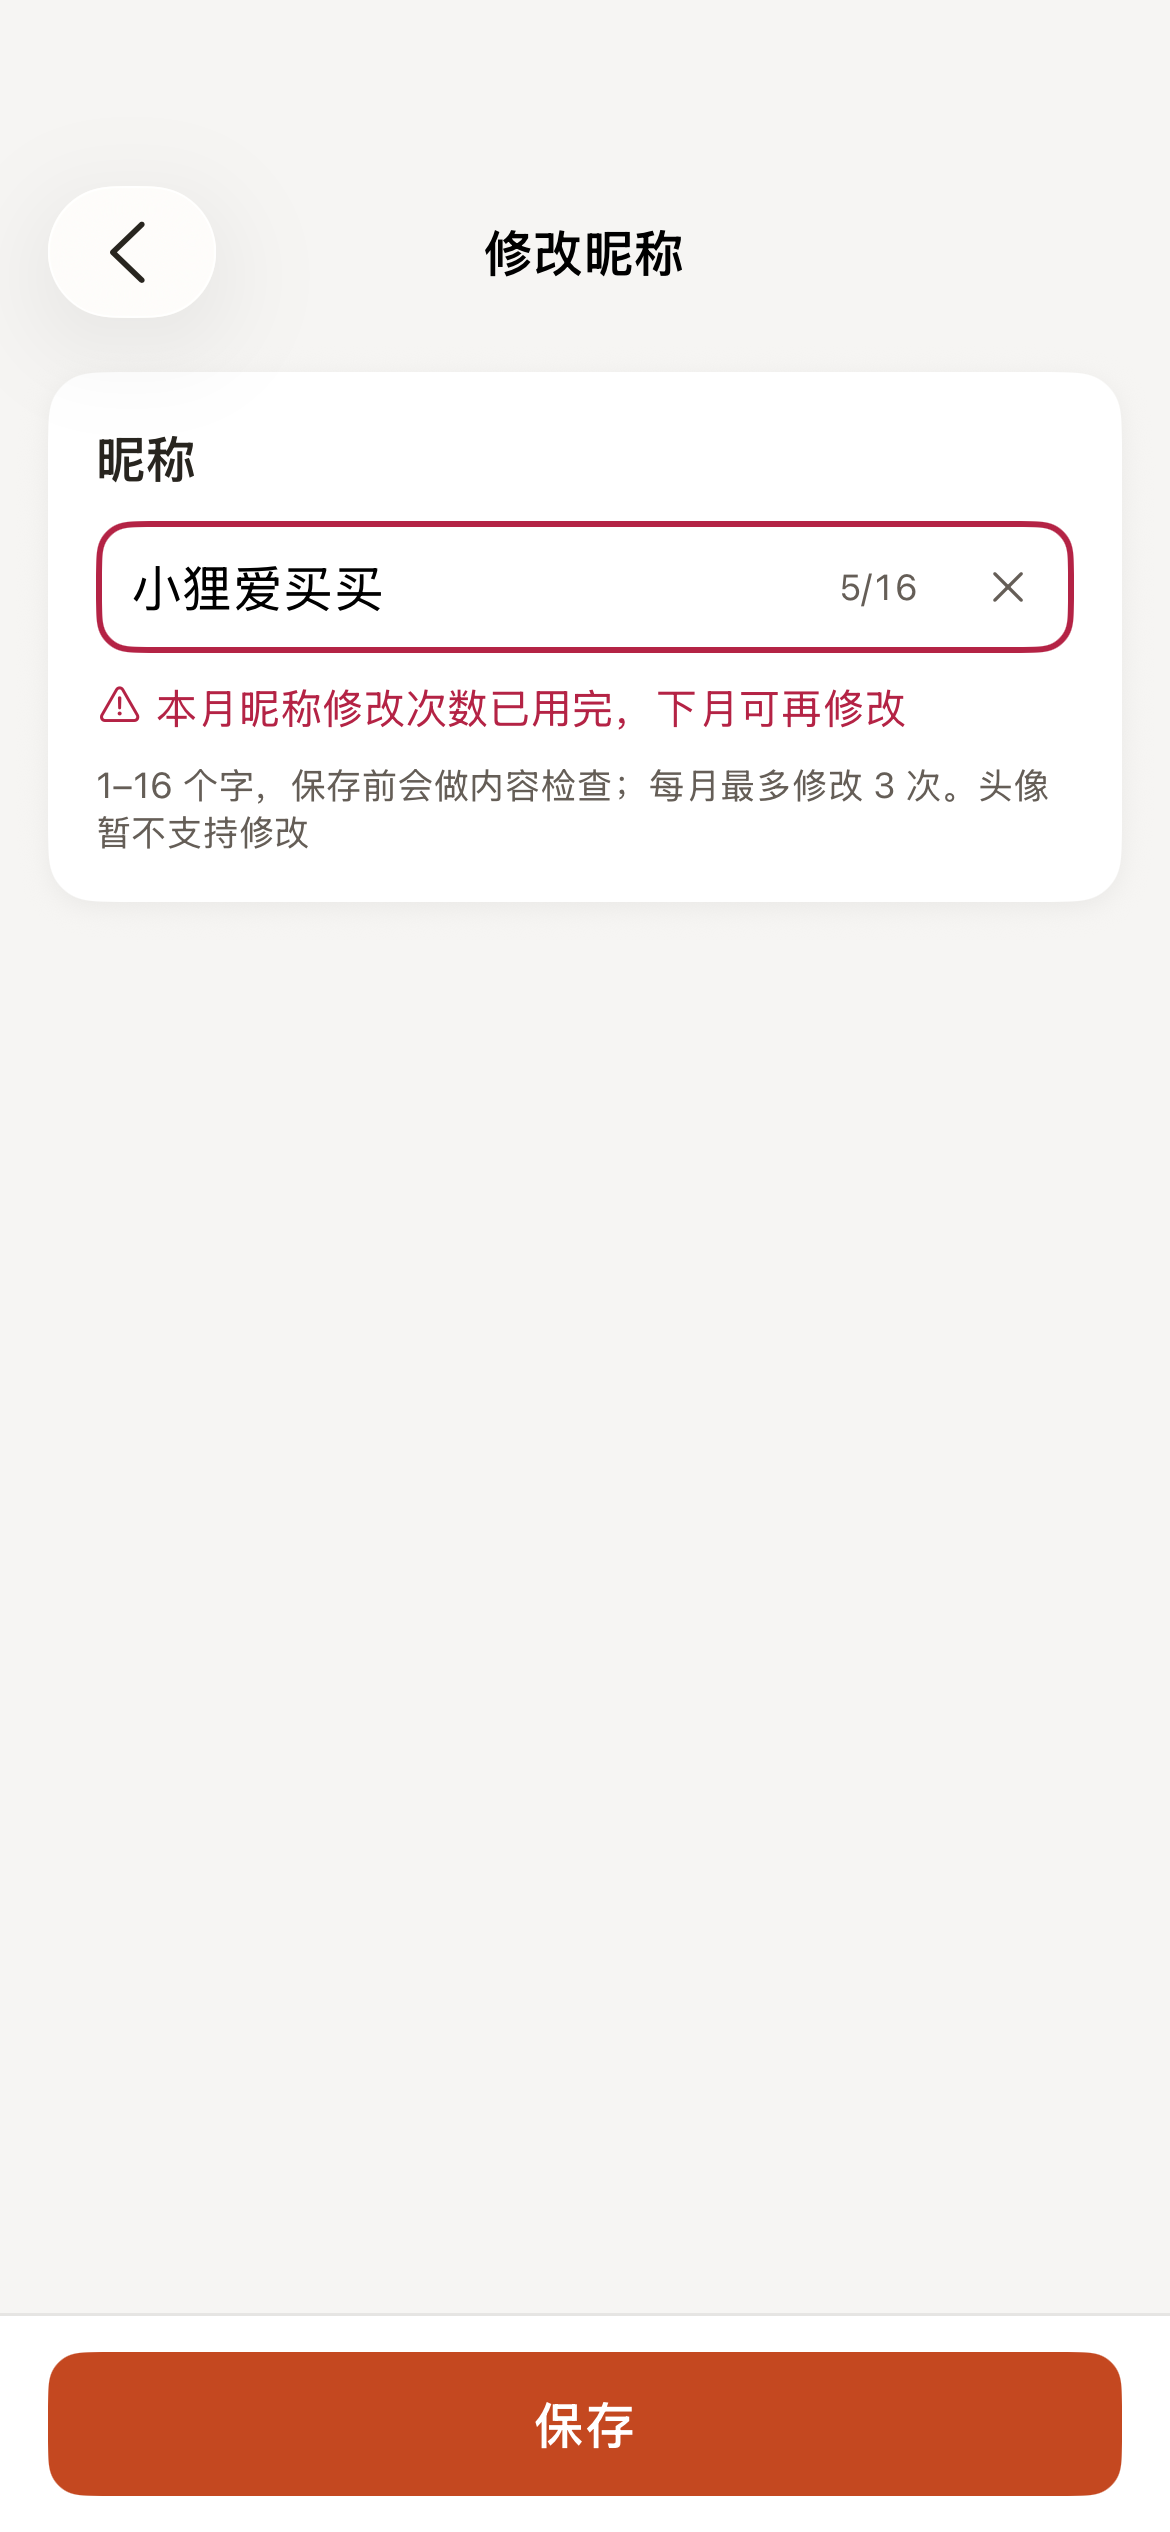 修改昵称
昵称
小狸爱买买
5/16
本月昵称修改次数已用完，下月可再修改
1–16 个字，保存前会做内容检查；每月最多修改 3 次。头像
暂不支持修改
保存